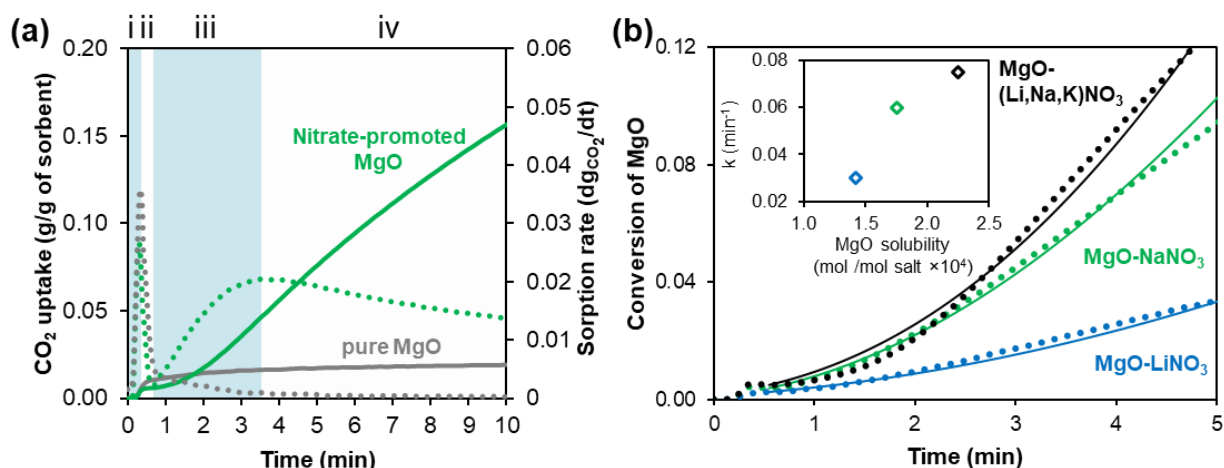 (a)
i ii iii iv
0.20
0.15
0.10
0.05
0.00
CO2 uptake (g/g of sorbent)
Nitrate-promoted
MgO
pure MgO
0.06
0.05
0.04
0.03
0.02
0.01
0
Sorption rate (dgCO2/dt)
0 1 2 3 4 5 6 7 8 9 10
Time (min)
(b)
0.12
0.08
0.04
0.00
Conversion of MgO
0.08
0.06
0.04
0.02
k (min-1)
1.0 1.5 2.0 2.5
MgO solubility
(mol /mol salt ×104)
MgO-
(Li,Na,K)NO3
MgO-NaNO3
MgO-LiNO3
0 1 2 3 4 5
Time (min)